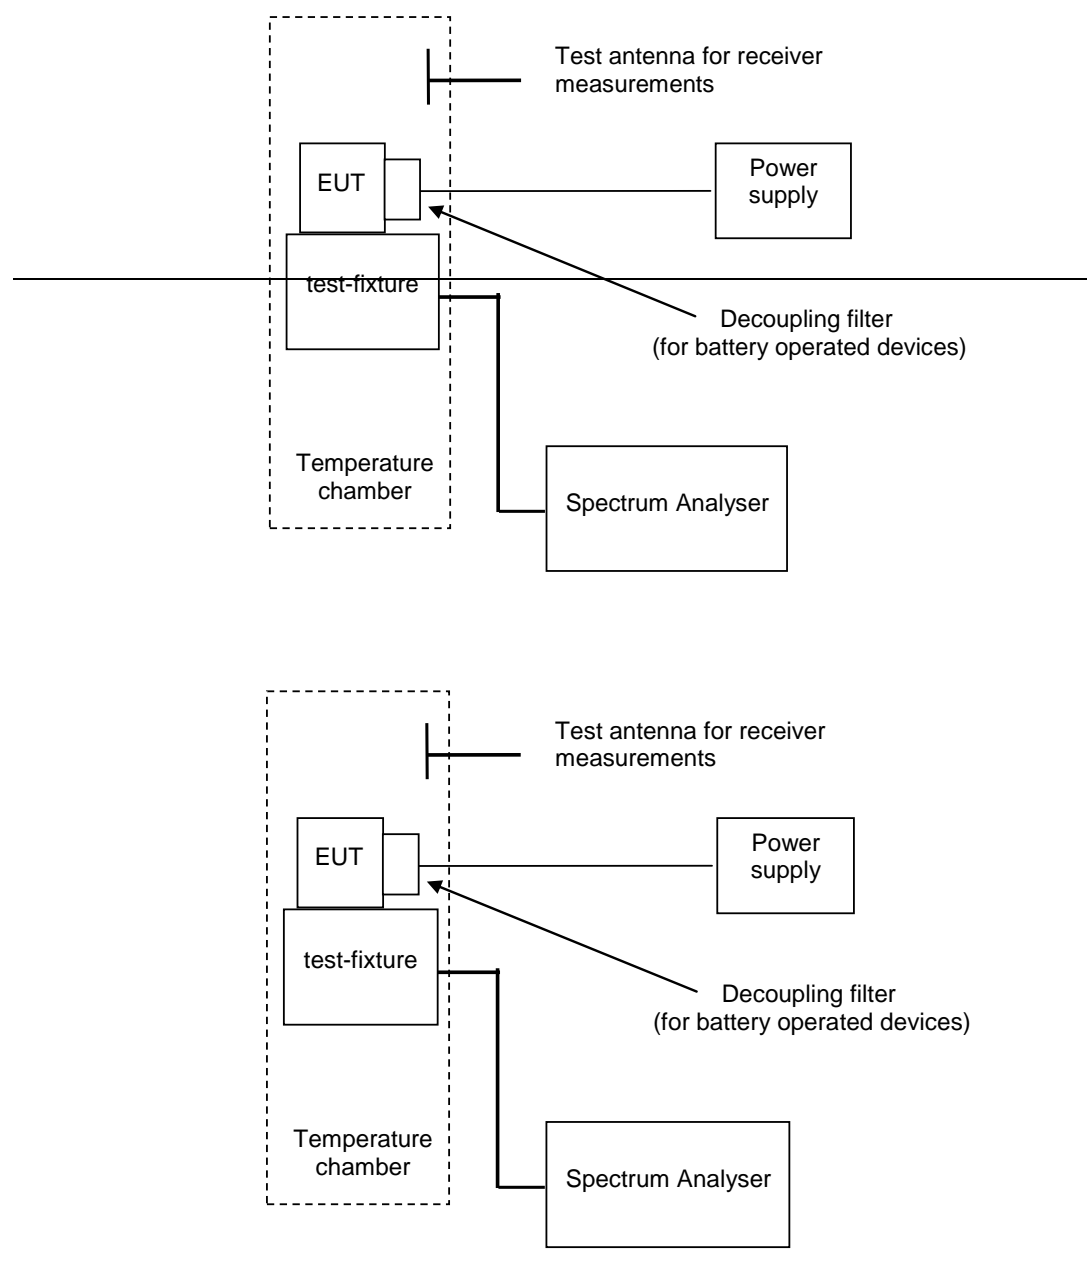 Test antenna for receiver
measurements
EUT
Power
supply
test-fixture
Decoupling filter
(for battery operated devices)
Temperature
chamber
Spectrum Analyser
Test antenna for receiver
measurements
EUT
Power
supply
test-fixture
Decoupling filter
(for battery operated devices)
Temperature
chamber
Spectrum Analyser